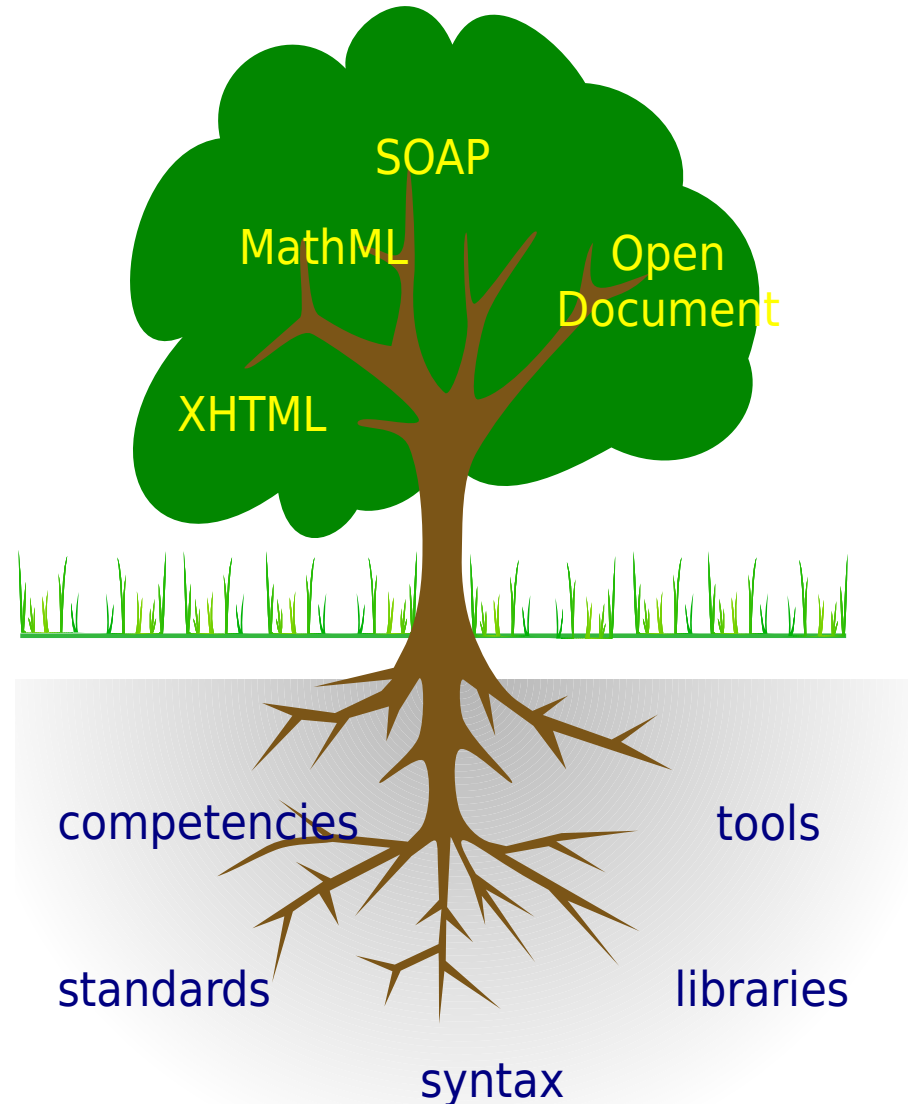 SOAP
MathML
Open
Document
XHTML
competencies
tools
standards
libraries
syntax